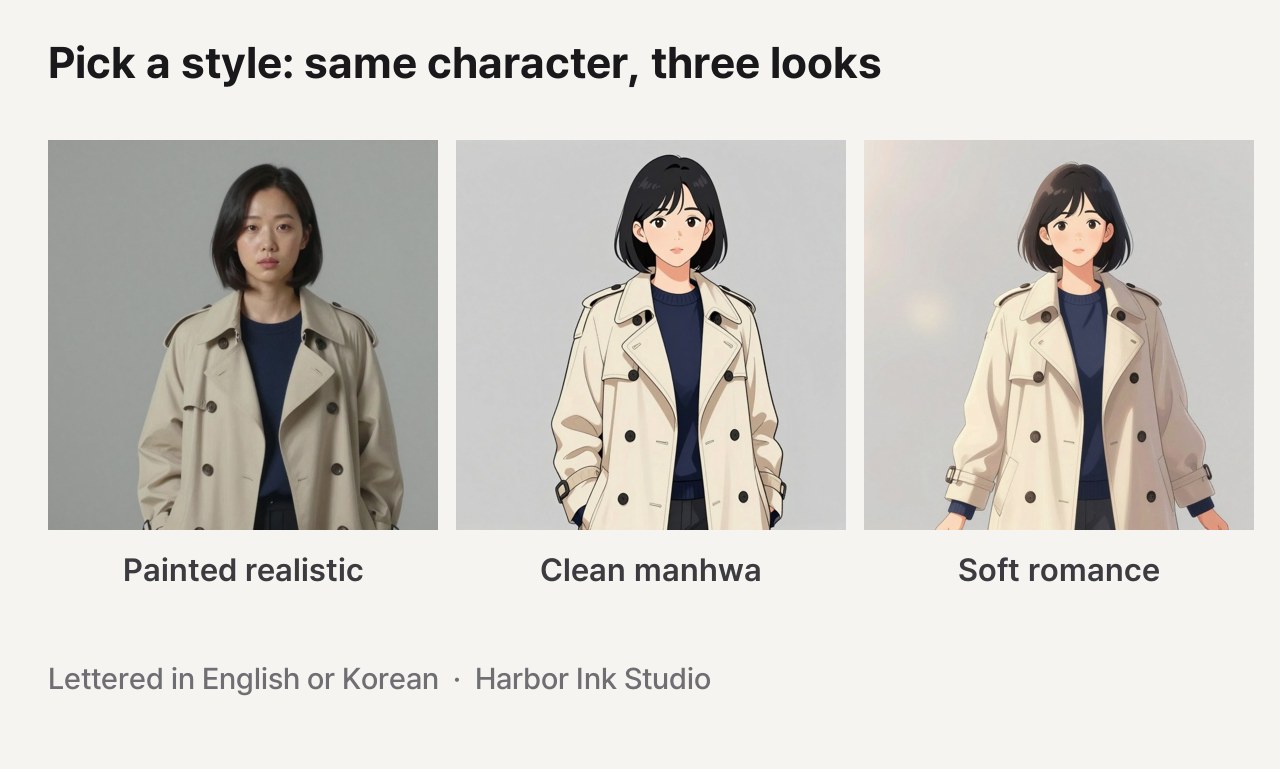 Pick a style: same character, three looks
Painted realistic
Clean manhwa
Soft romance
Lettered in English or Korean · Harbor Ink Studio